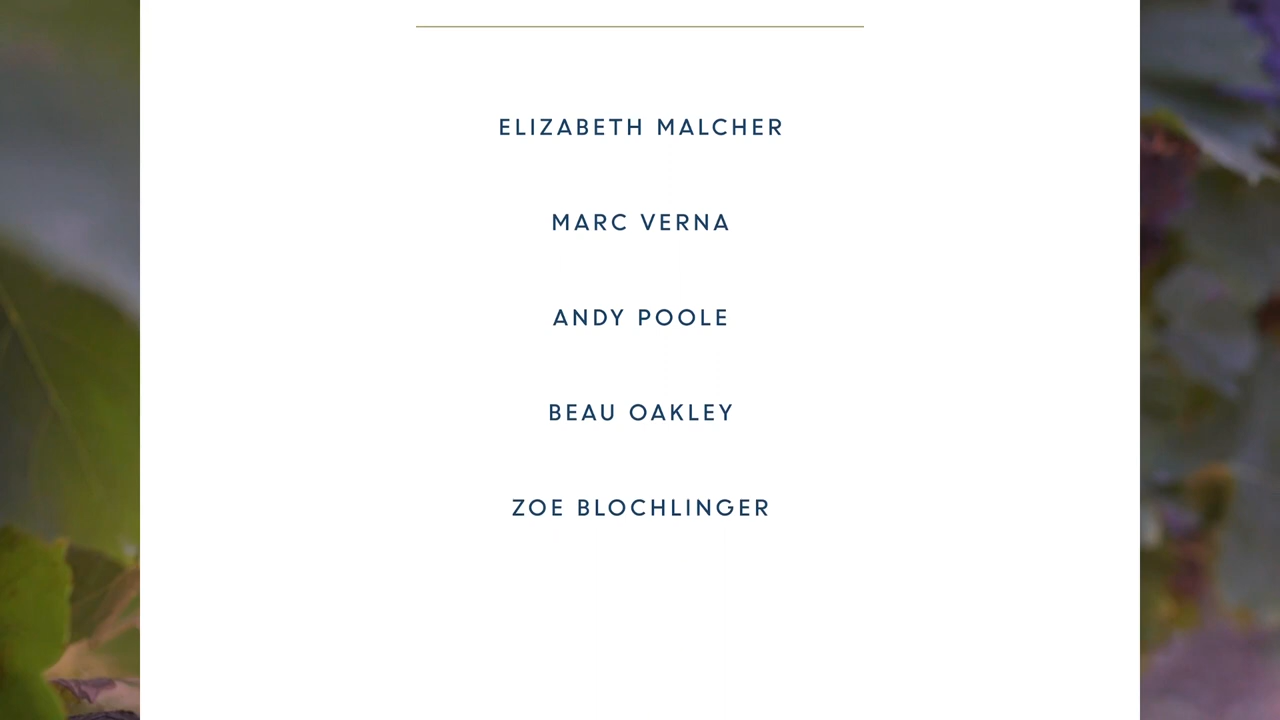 ELIZABETH MALCHER
MARC VERNA
ANDY POOLE
BEAU OAKLEY
ZOE BLOCHLINGER